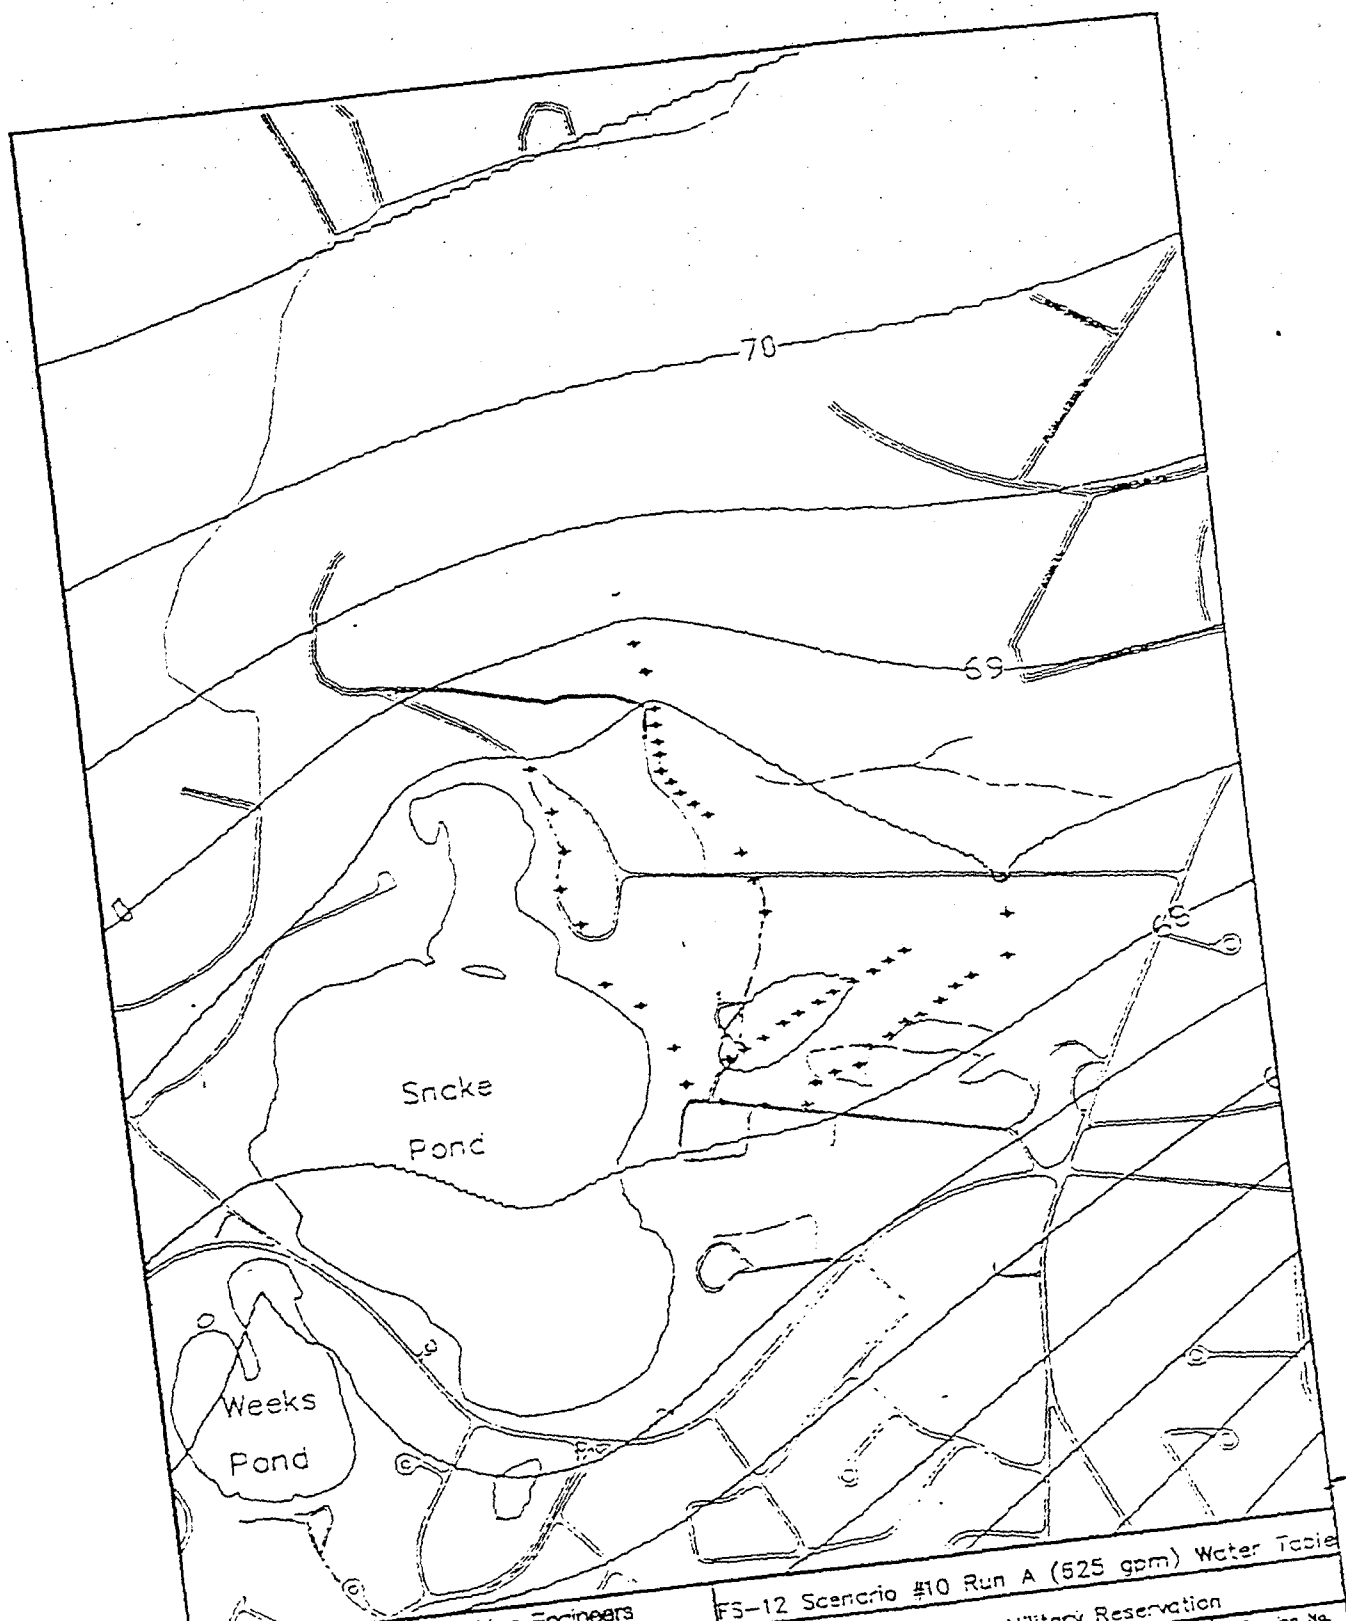 70
69
68
Snake
Pond
Weeks
Pond
FS-12 Scenario #10 Run A (525 gpm) Water Table
Engineers
Military Reservation